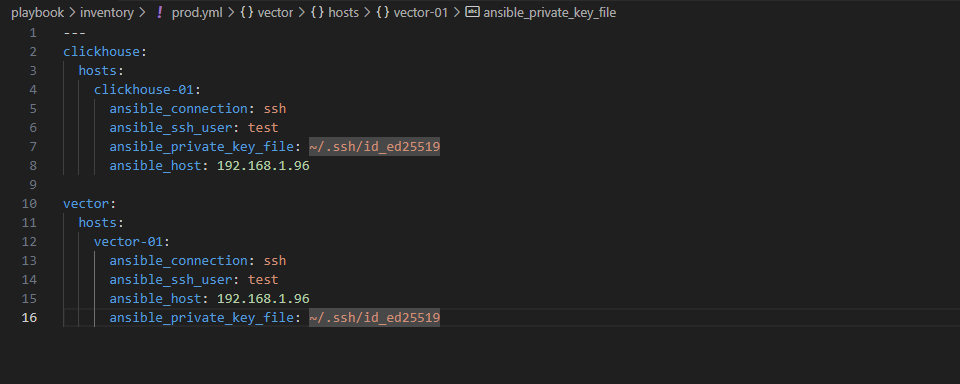 playbook > inventory > ! prod.yml > {} vector > {} hosts > {} vector-01 > abc ansible_private_key_file
1 ---
2 clickhouse:
3   hosts:
4     clickhouse-01:
5       ansible_connection: ssh
6       ansible_ssh_user: test
7       ansible_private_key_file: ~/.ssh/id_ed25519
8       ansible_host: 192.168.1.96
9
10 vector:
11   hosts:
12     vector-01:
13       ansible_connection: ssh
14       ansible_ssh_user: test
15       ansible_host: 192.168.1.96
16       ansible_private_key_file: ~/.ssh/id_ed25519